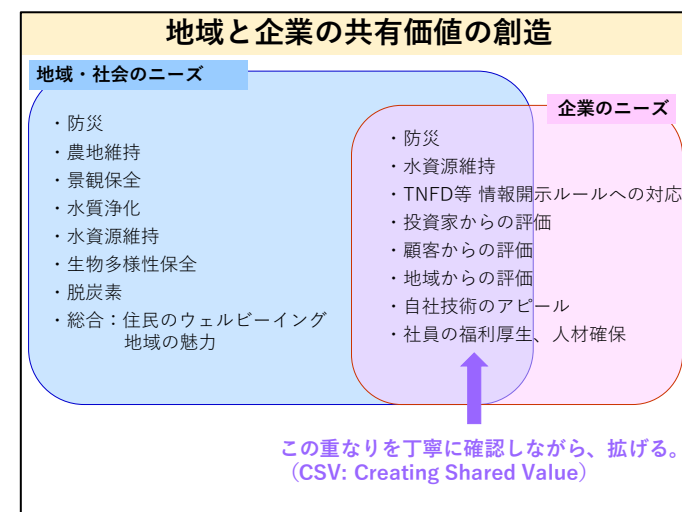 地域と企業の共有価値の創造
地域・社会のニーズ
・防災
・農地維持
・景観保全
・水質浄化
・水資源維持
・生物多様性保全
・脱炭素
・総合：住民のウェルビーイング
地域の魅力
企業のニーズ
・防災
・水資源維持
・TNFD等 情報開示ルールへの対応
・投資家からの評価
・顧客からの評価
・地域からの評価
・自社技術のアピール
・社員の福利厚生、人材確保
この重なりを丁寧に確認しながら、拡げる。
（CSV: Creating Shared Value）